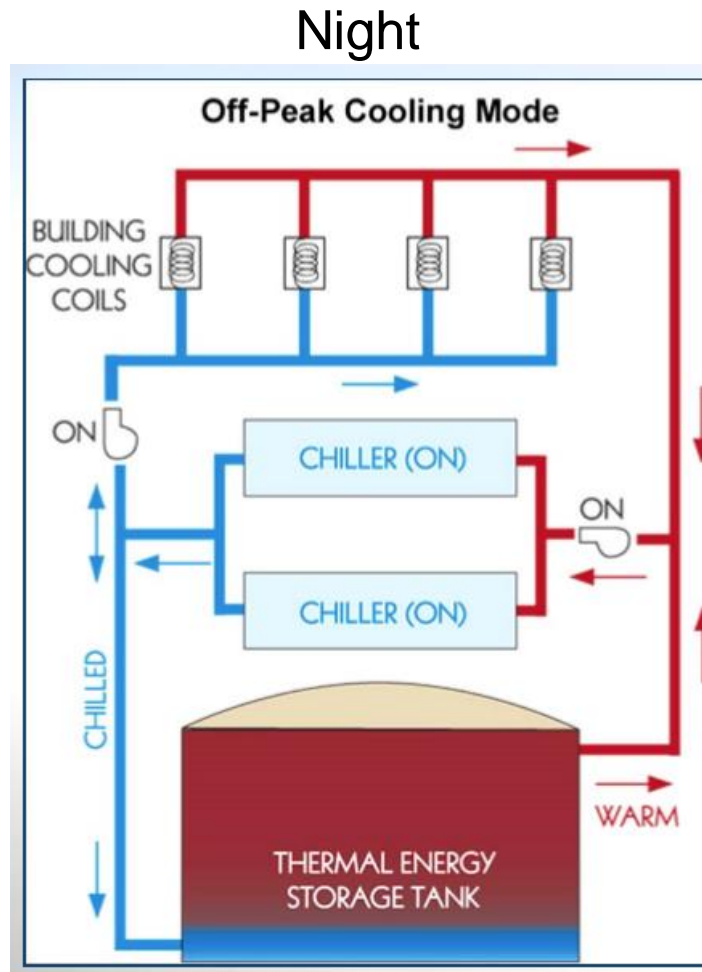 Night
Off-Peak Cooling Mode
BUILDING
COOLING
COILS
ON
CHILLER (ON)
ON
CHILLER (ON)
CHILLED
WARM
THERMAL ENERGY
STORAGE TANK